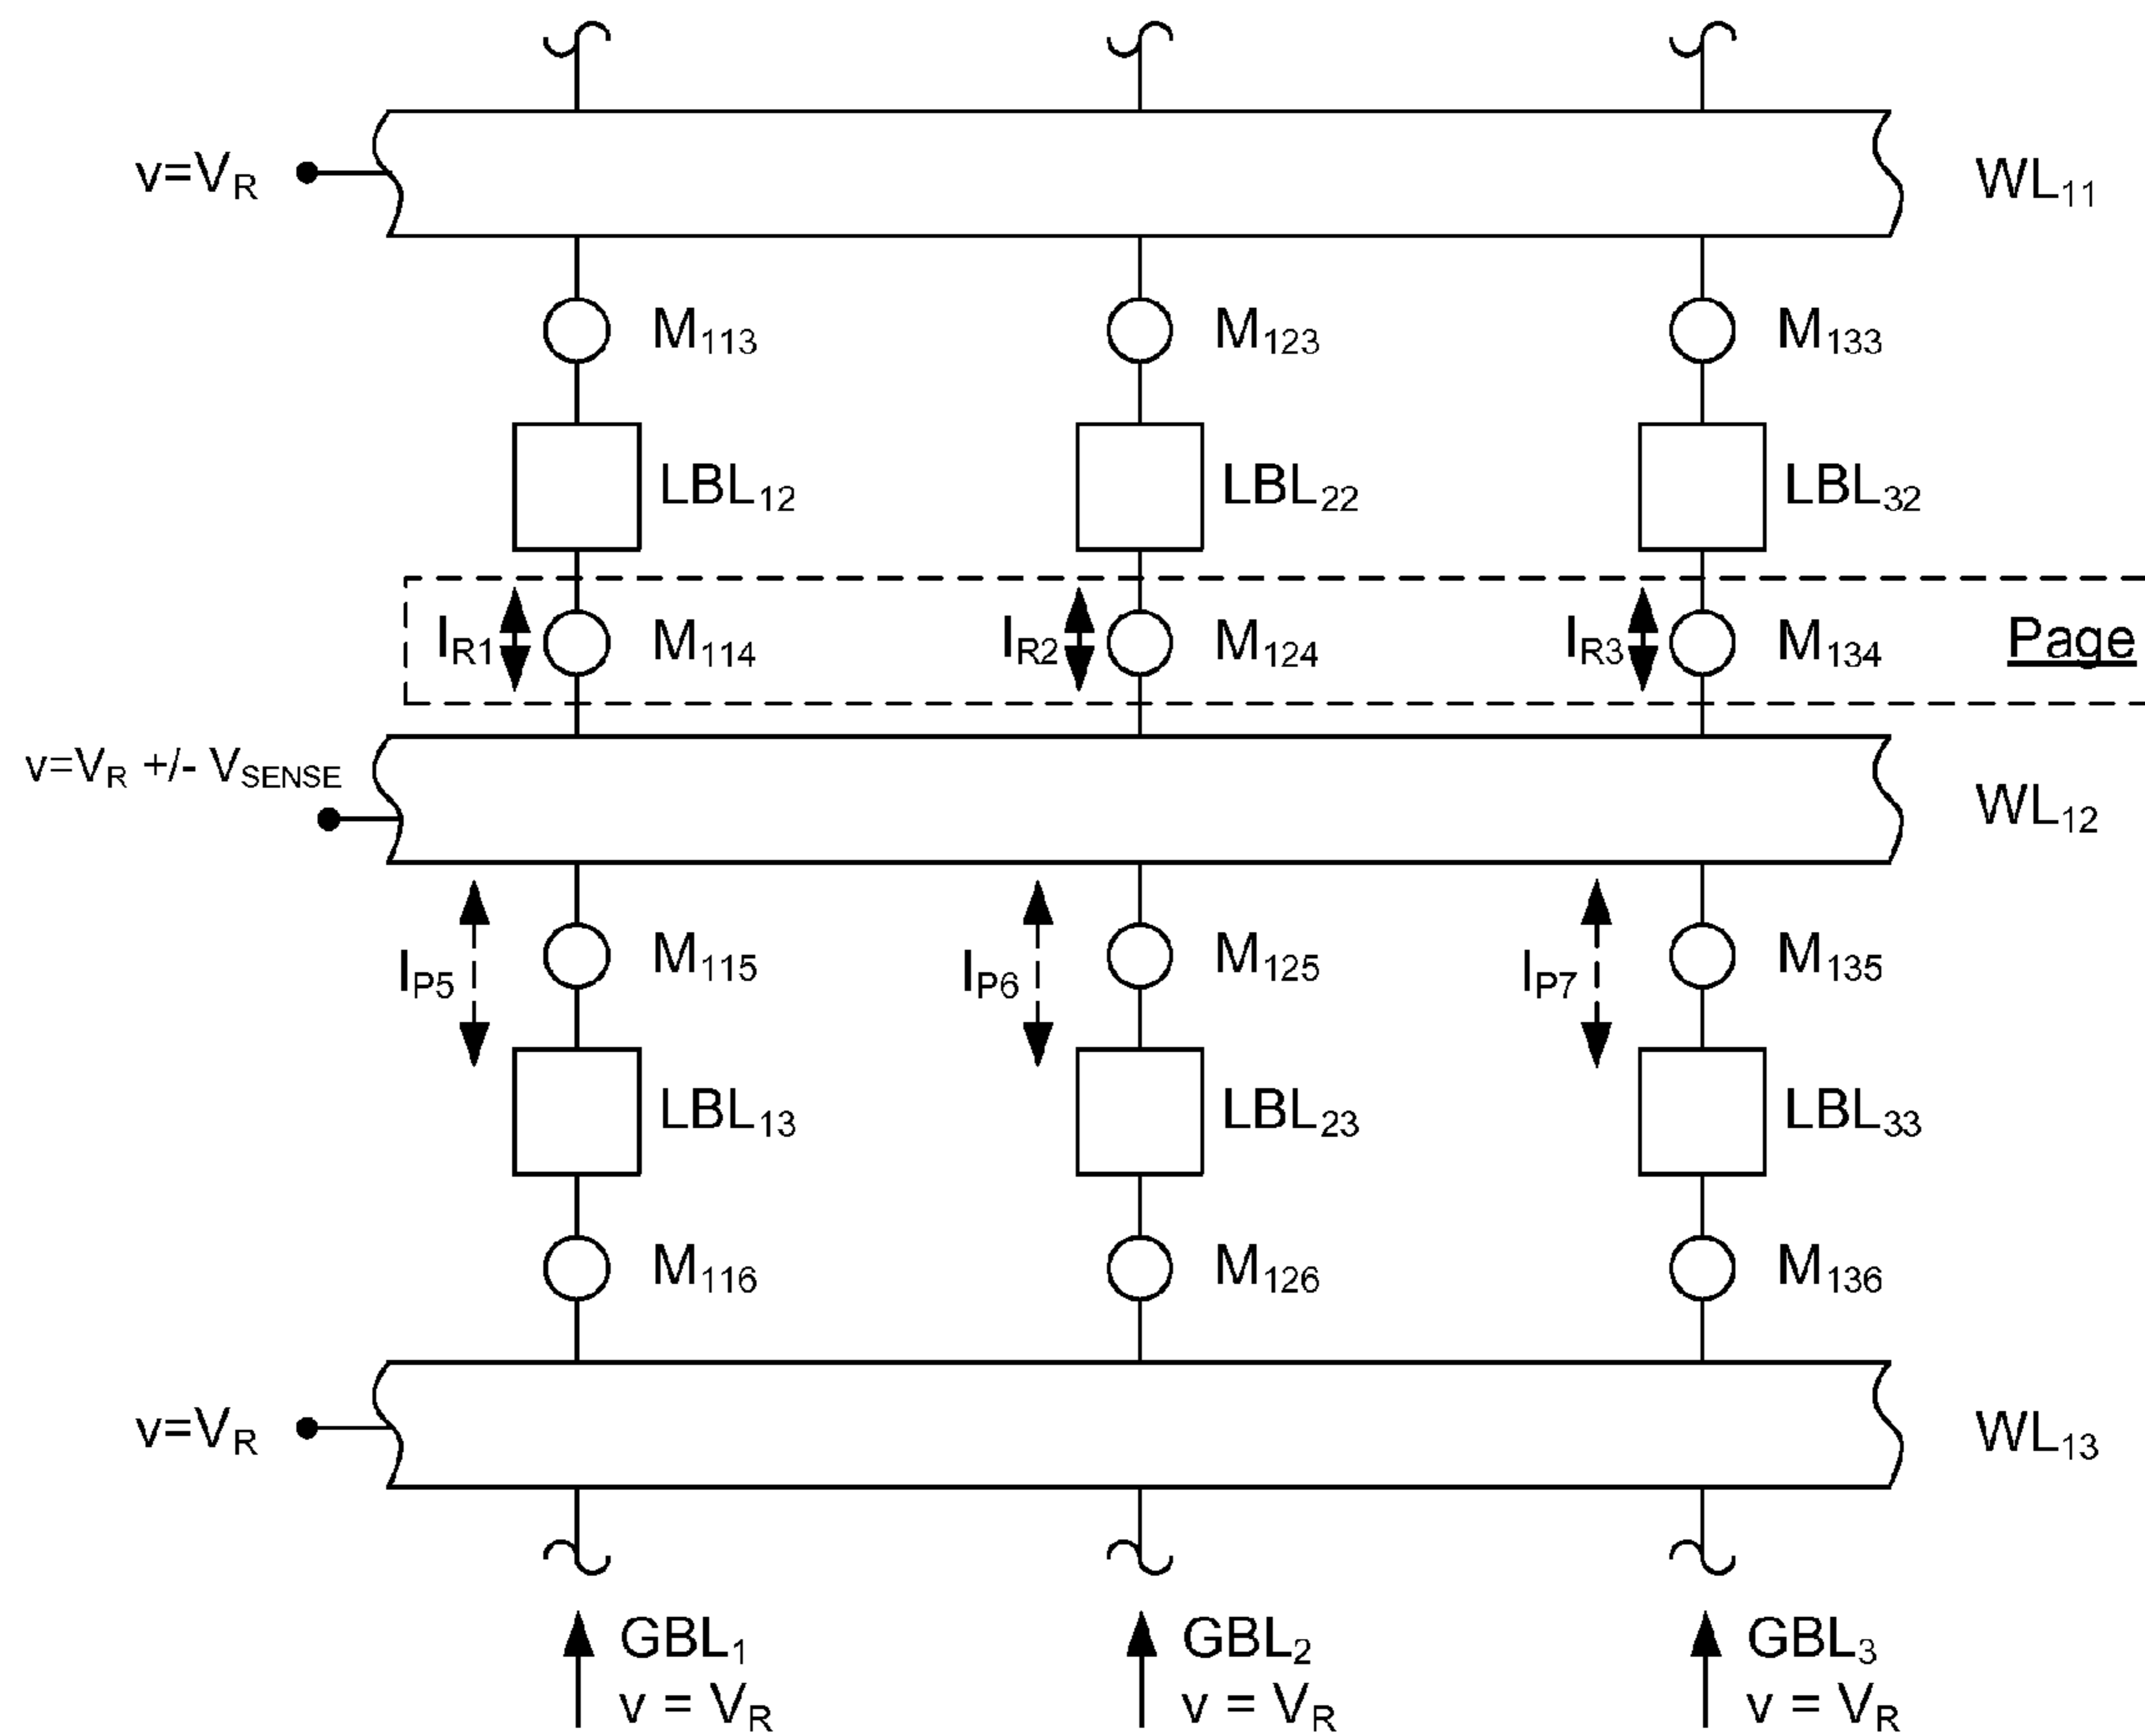 v=VR WL11
M113 M123 M133
LBL12 LBL22 LBL32
IR1 M114 IR2 M124 IR3 M134 Page
v=VR +/- VSENSE
WL12
IP5 M115 IP6 M125 IP7 M135
LBL13 LBL23 LBL33
M116 M126 M136
v=VR WL13
GBL1 GBL2 GBL3
v = VR v = VR v = VR